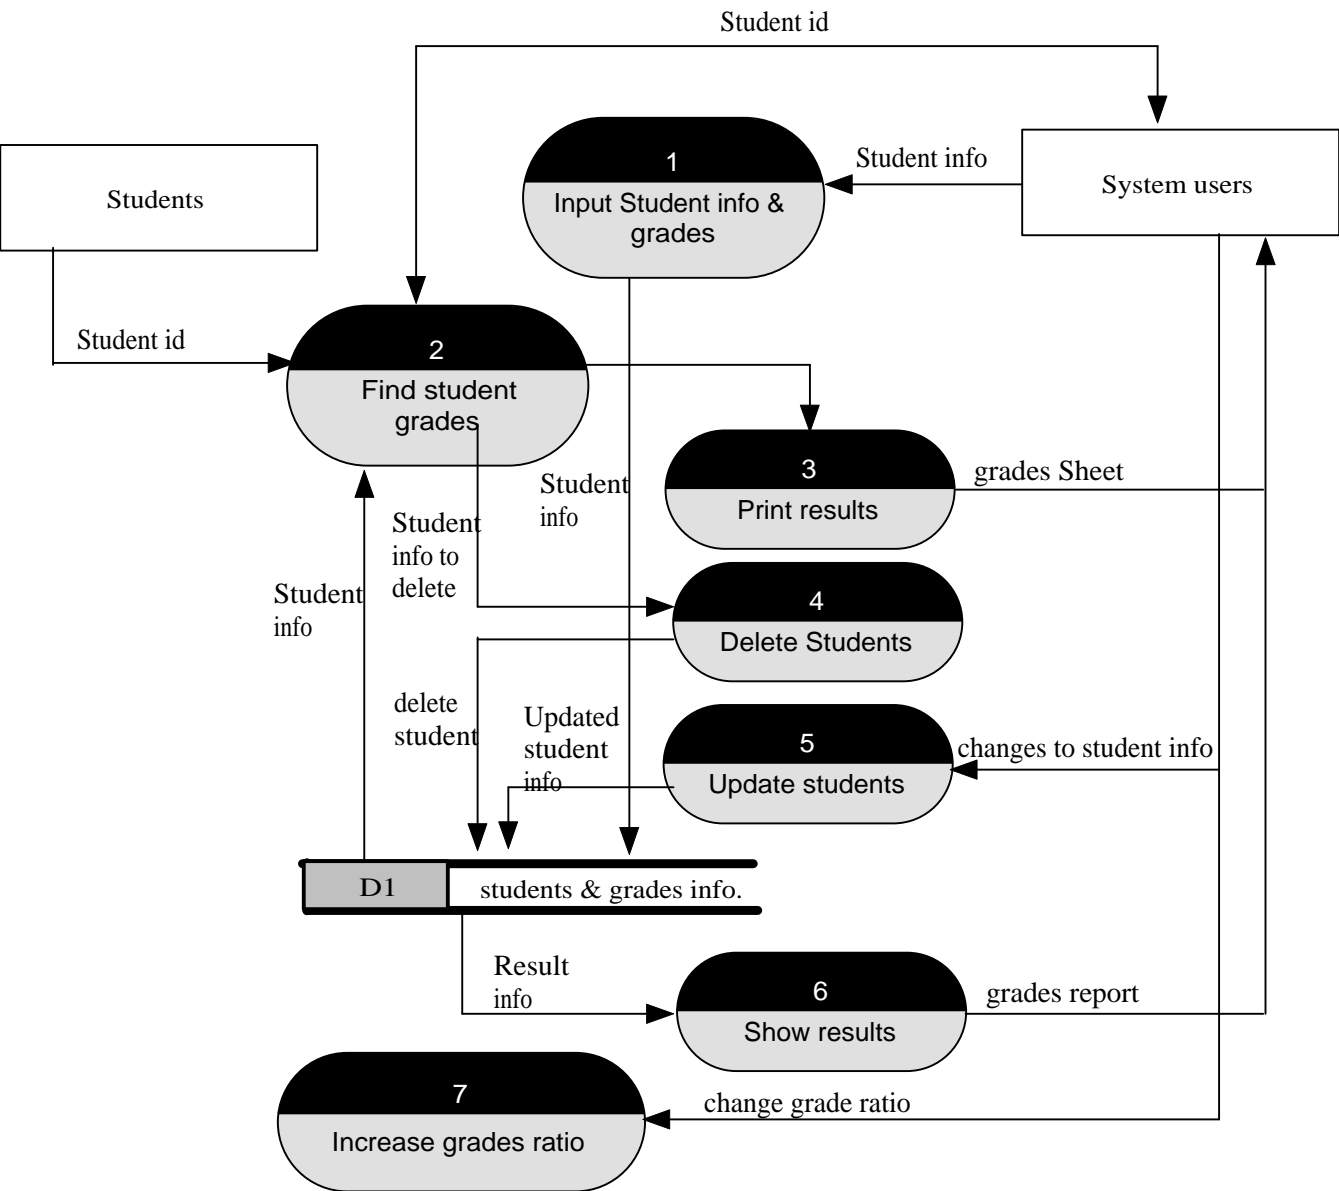 Student id
1
Input Student info &
grades
Student info
System users
Students
Student id
2
Find student
grades
3
Print results
grades Sheet
Student
info
Student
info to
delete
Student
info
4
Delete Students
delete
student
Updated
student
info
5
Update students
changes to student info
D1
students & grades info.
Result
info
6
Show results
grades report
7
Increase grades ratio
change grade ratio